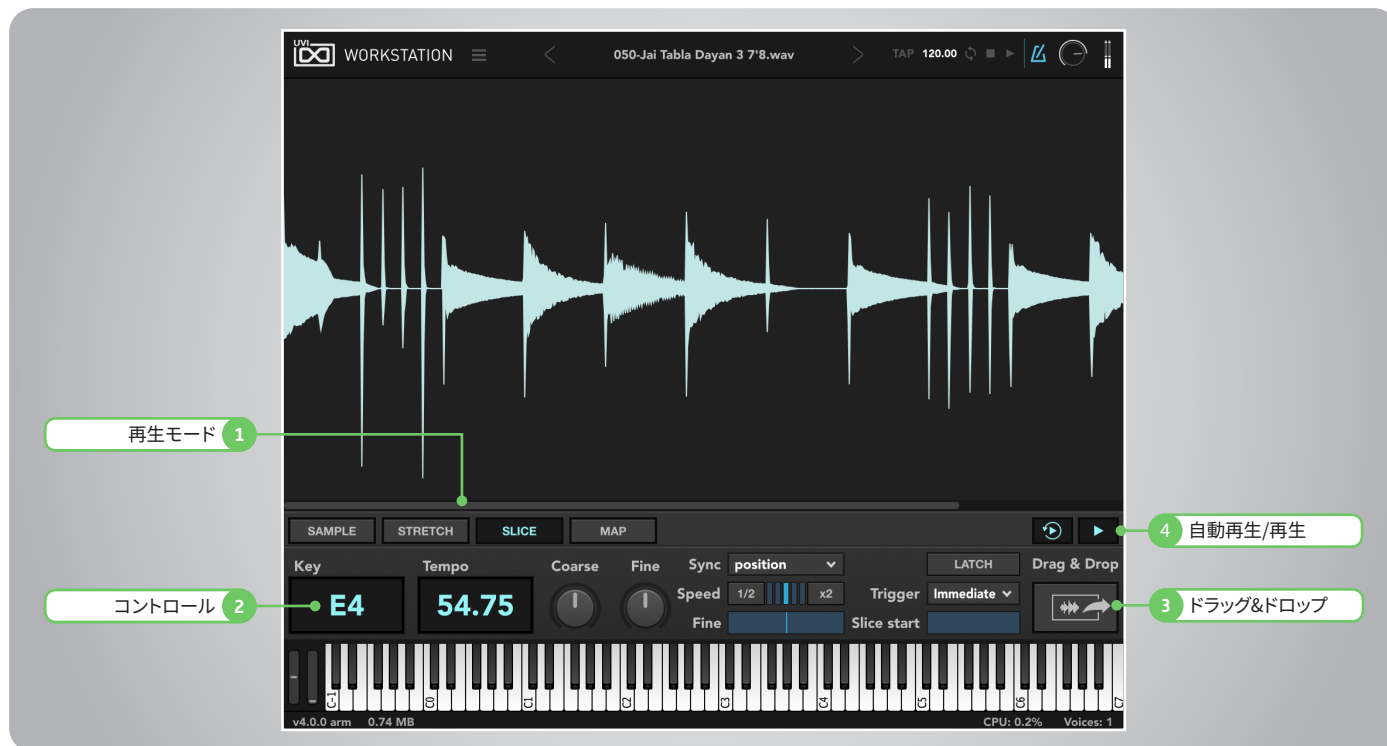 UVI WORKSTATION 050-Jai Tabla Dayan 3 7'8.wav TAP 120.00
再生モード 1
SAMPLE STRETCH SLICE MAP
4 自動再生/再生
Key Tempo Coarse Fine Sync position LATCH Drag & Drop
コントロール 2
E4 54.75 Speed 1/2 x2 Trigger Immediate
3 ドラッグ&ドロップ
Fine Slice start
C-1 C0 C1 C2 C3 C4 C5 C6 C7
v4.0.0 arm 0.74 MB CPU: 0.2% Voices: 1